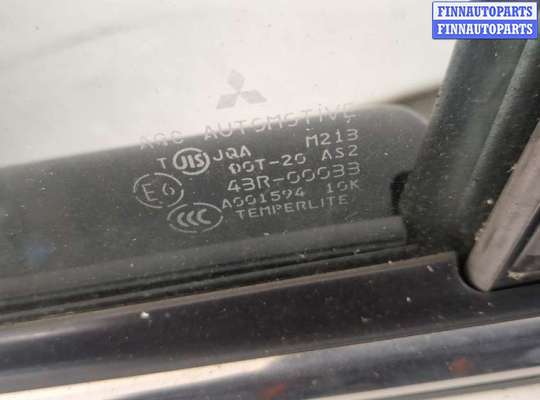 FINNAUTOPARTS
FINNAUTOPARTS
AGC AUTOMOTIVE
T JIS JQA M213
DOT-20 AS2
E6 43R-00033
A001594 10K
CCC TEMPERLITE